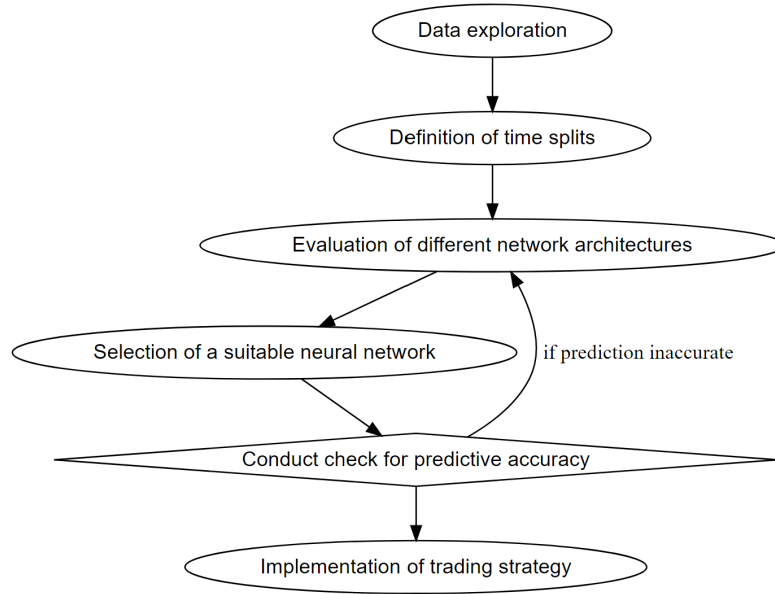 Data exploration
Definition of time splits
Evaluation of different network architectures
Selection of a suitable neural network
if prediction inaccurate
Conduct check for predictive accuracy
Implementation of trading strategy